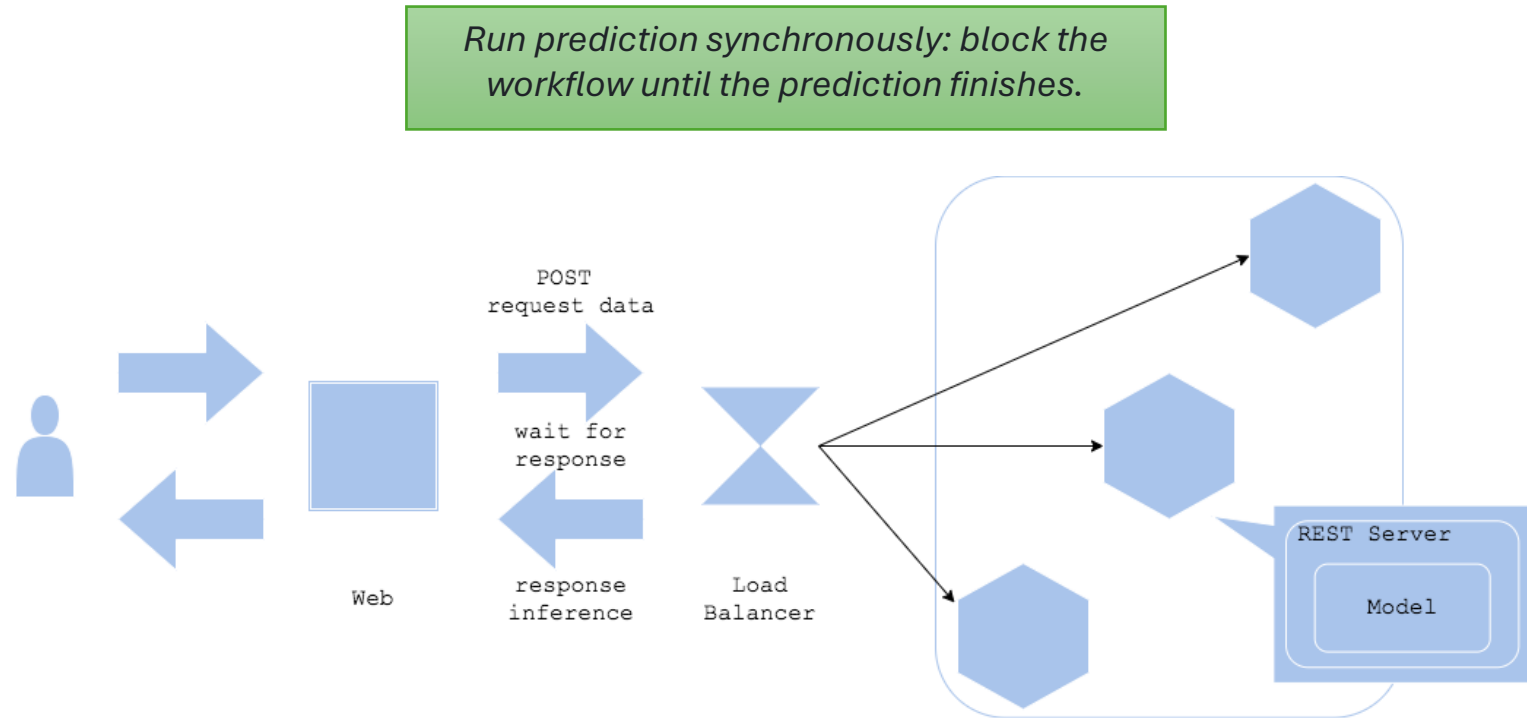 Run prediction synchronously: block the
workflow until the prediction finishes.
POST
request data
wait for
response
response
inference
Web
Load
Balancer
REST Server
Model